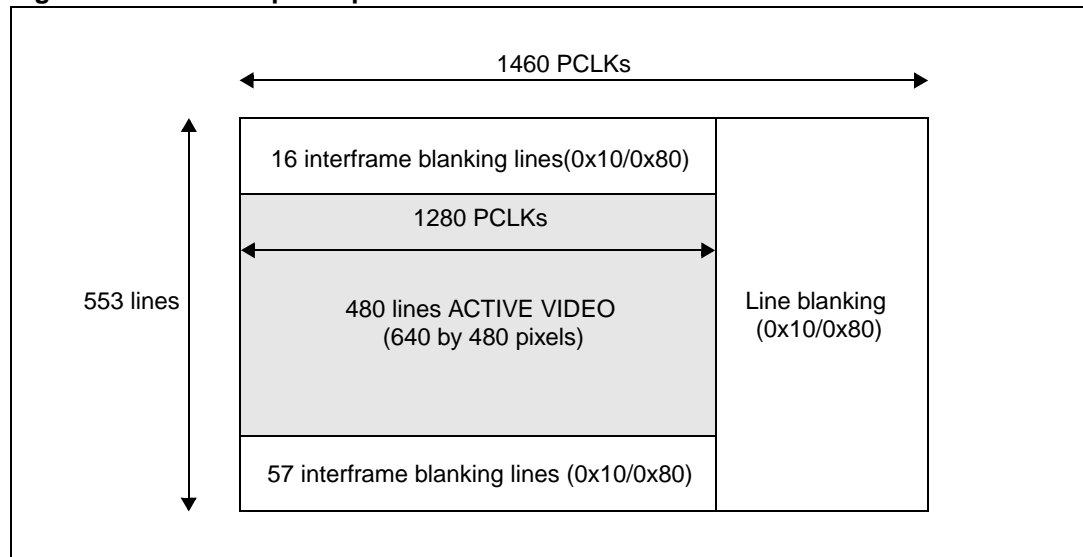 1460 PCLKs
16 interframe blanking lines(0x10/0x80)
1280 PCLKs
553 lines
480 lines ACTIVE VIDEO
(640 by 480 pixels)
Line blanking
(0x10/0x80)
57 interframe blanking lines (0x10/0x80)